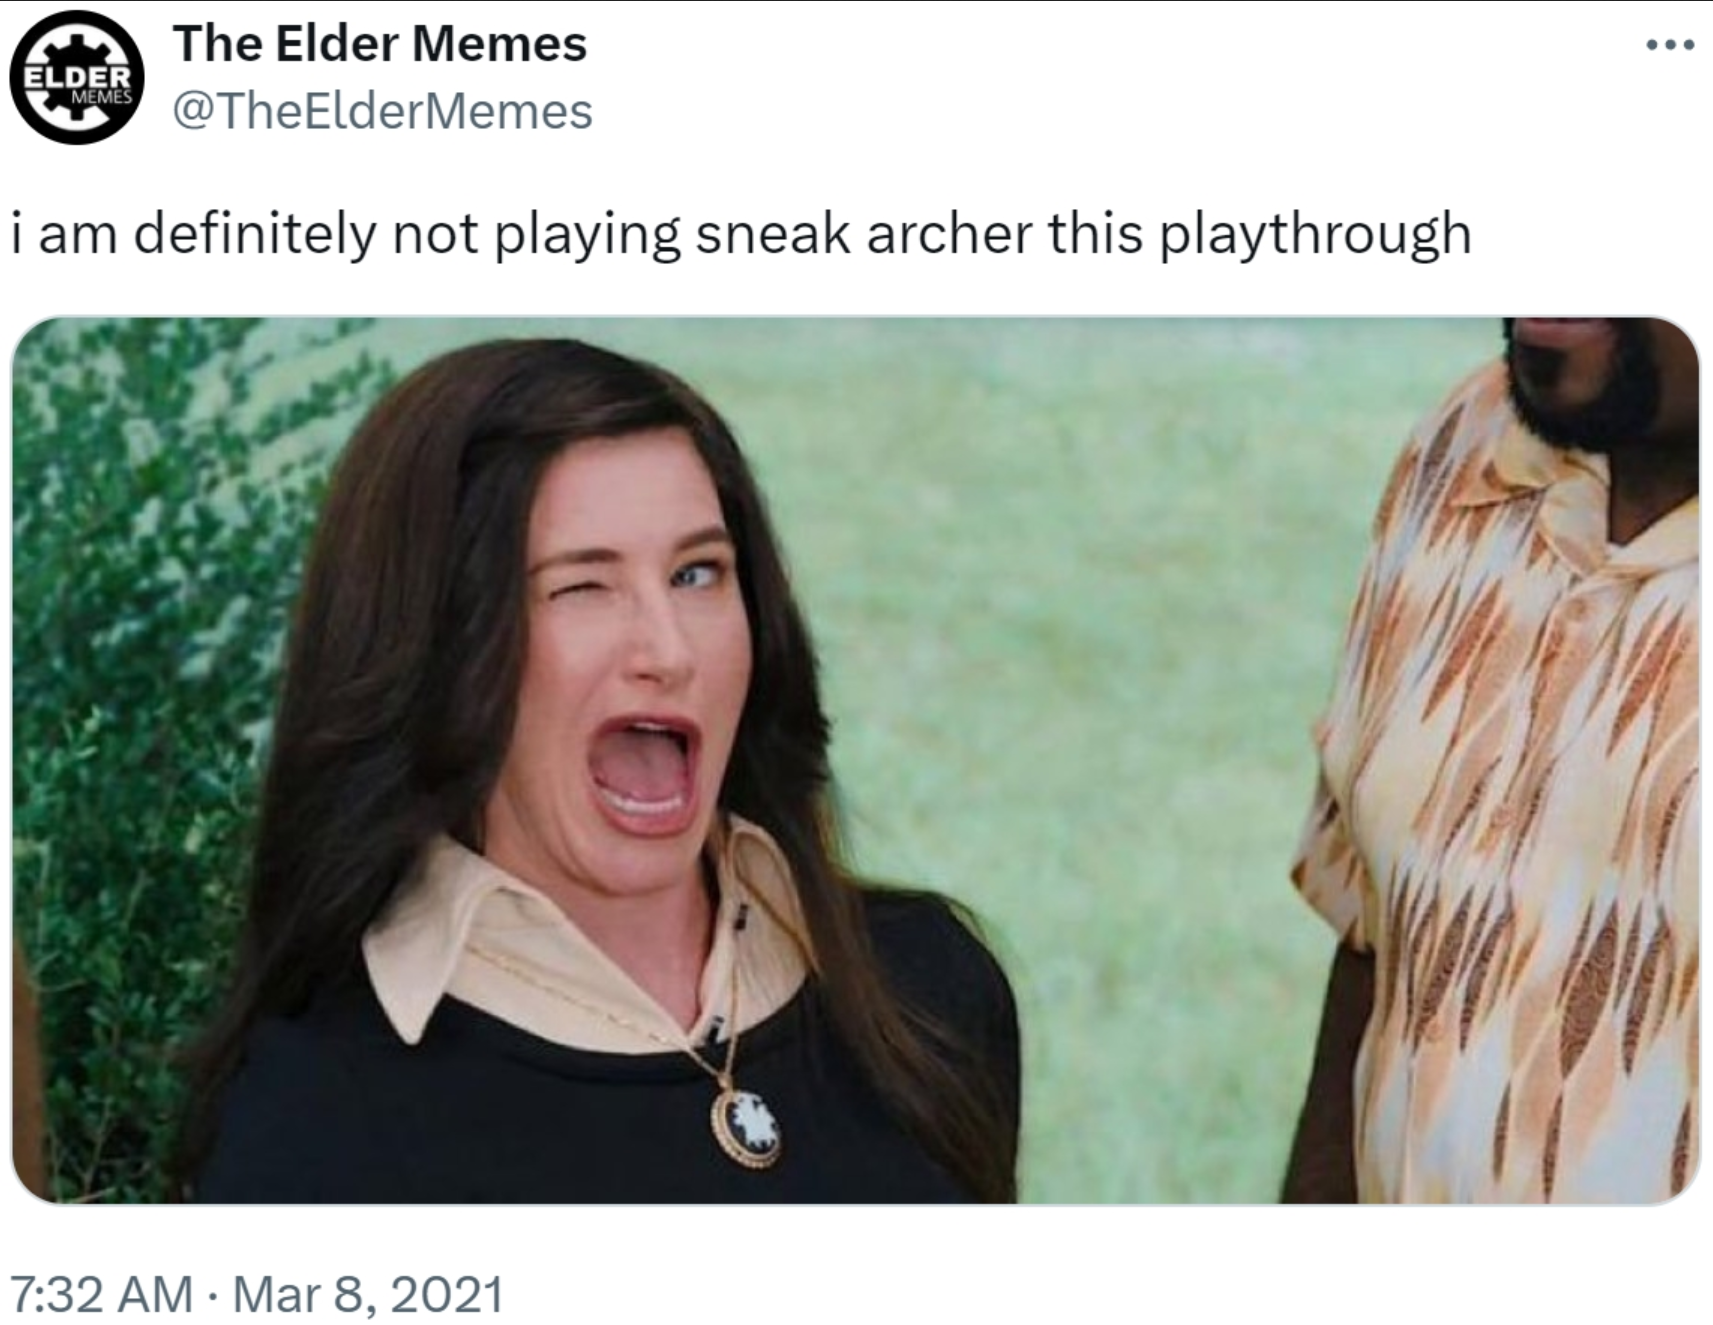 ELDER
MEMES
The Elder Memes
@TheElderMemes
i am definitely not playing sneak archer this playthrough
7:32 AM · Mar 8, 2021